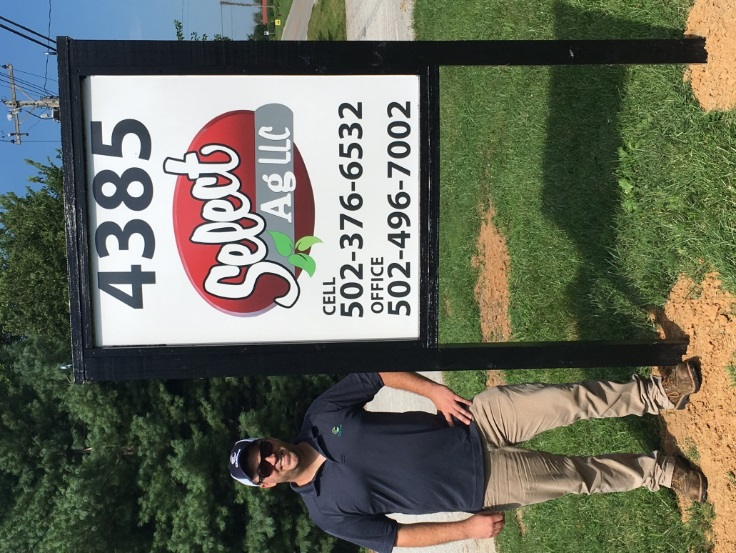 4385
Select
Ag LLC
CELL
502-376-6532
OFFICE
502-496-7002